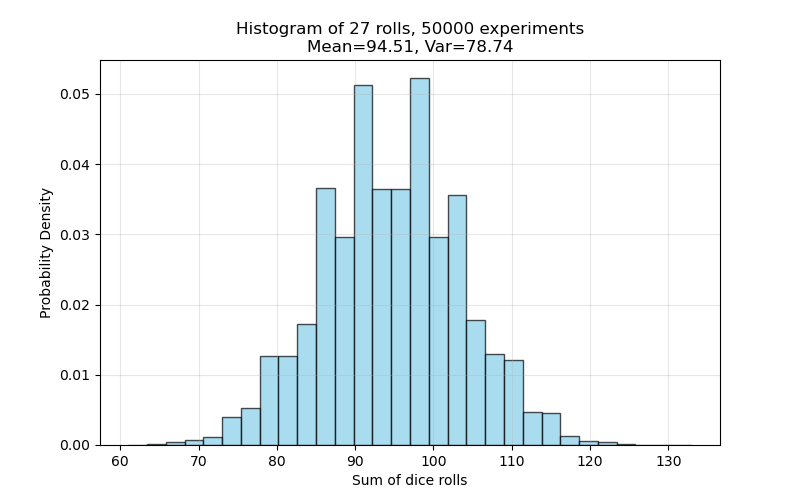 Histogram of 27 rolls, 50000 experiments
Mean=94.51, Var=78.74
Probability Density
0.05
0.04
0.03
0.02
0.01
0.00
60 70 80 90 100 110 120 130
Sum of dice rolls